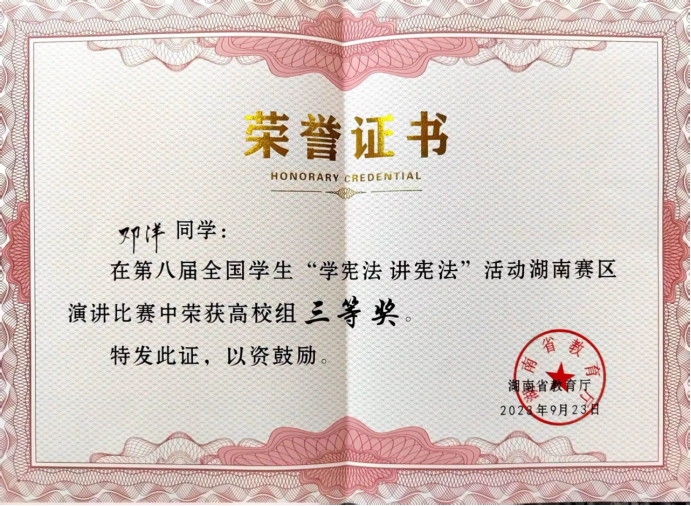 荣誉证书
HONORARY CREDENTIAL
邓洋 同学：
在第八届全国学生“学宪法 讲宪法”活动湖南赛区
演讲比赛中荣获高校组 三等奖。
特发此证，以资鼓励。
湖南省教育厅
湖南省教育厅
2023年9月23日